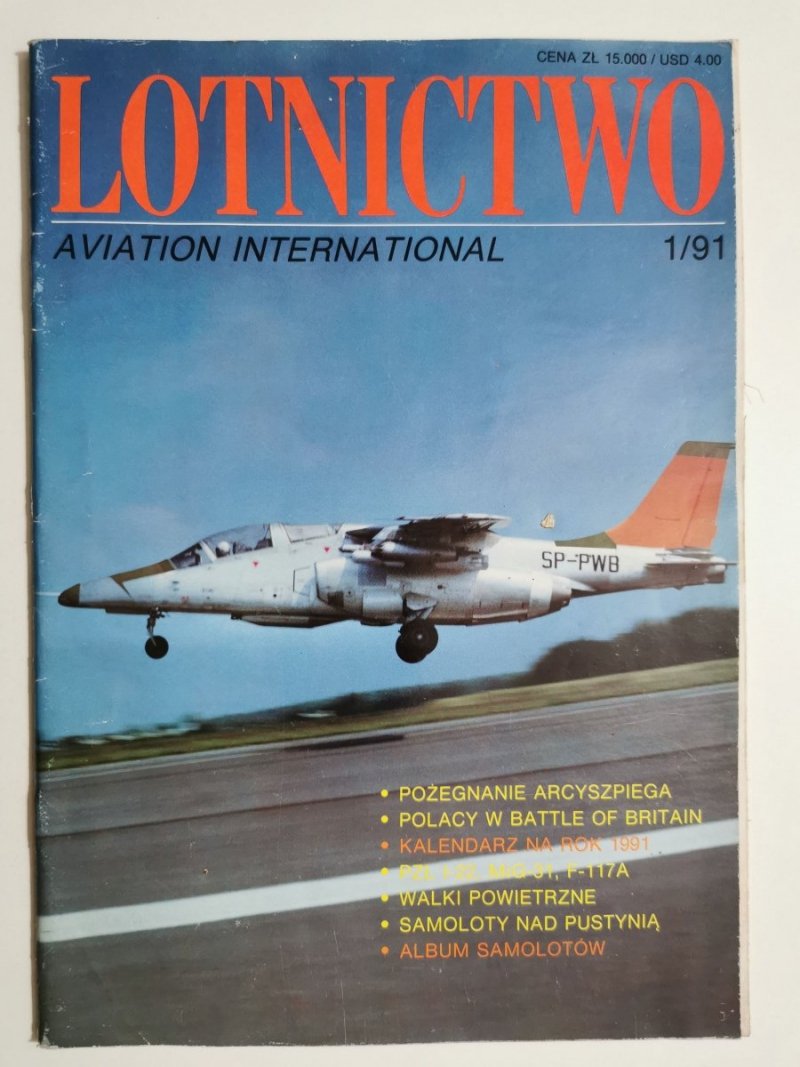 CENA ZŁ 15.000 / USD 4.00
LOTNICTWO
AVIATION INTERNATIONAL 1/91
SP-PWB
• POŻEGNANIE ARCYSZPIEGA
• POLACY W BATTLE OF BRITAIN
• KALENDARZ NA ROK 1991
• PZL I-22, MiG-31, F-117A
• WALKI POWIETRZNE
• SAMOLOTY NAD PUSTYNIĄ
• ALBUM SAMOLOTÓW